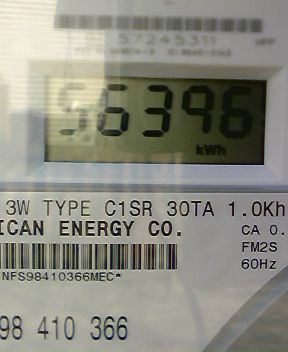 57245311
56396
kWh
3W TYPE C1SR 30TA 1.0Kh
ICAN ENERGY CO. CA 0.
FM2S
60Hz
NFS98410366MEC*
98 410 366